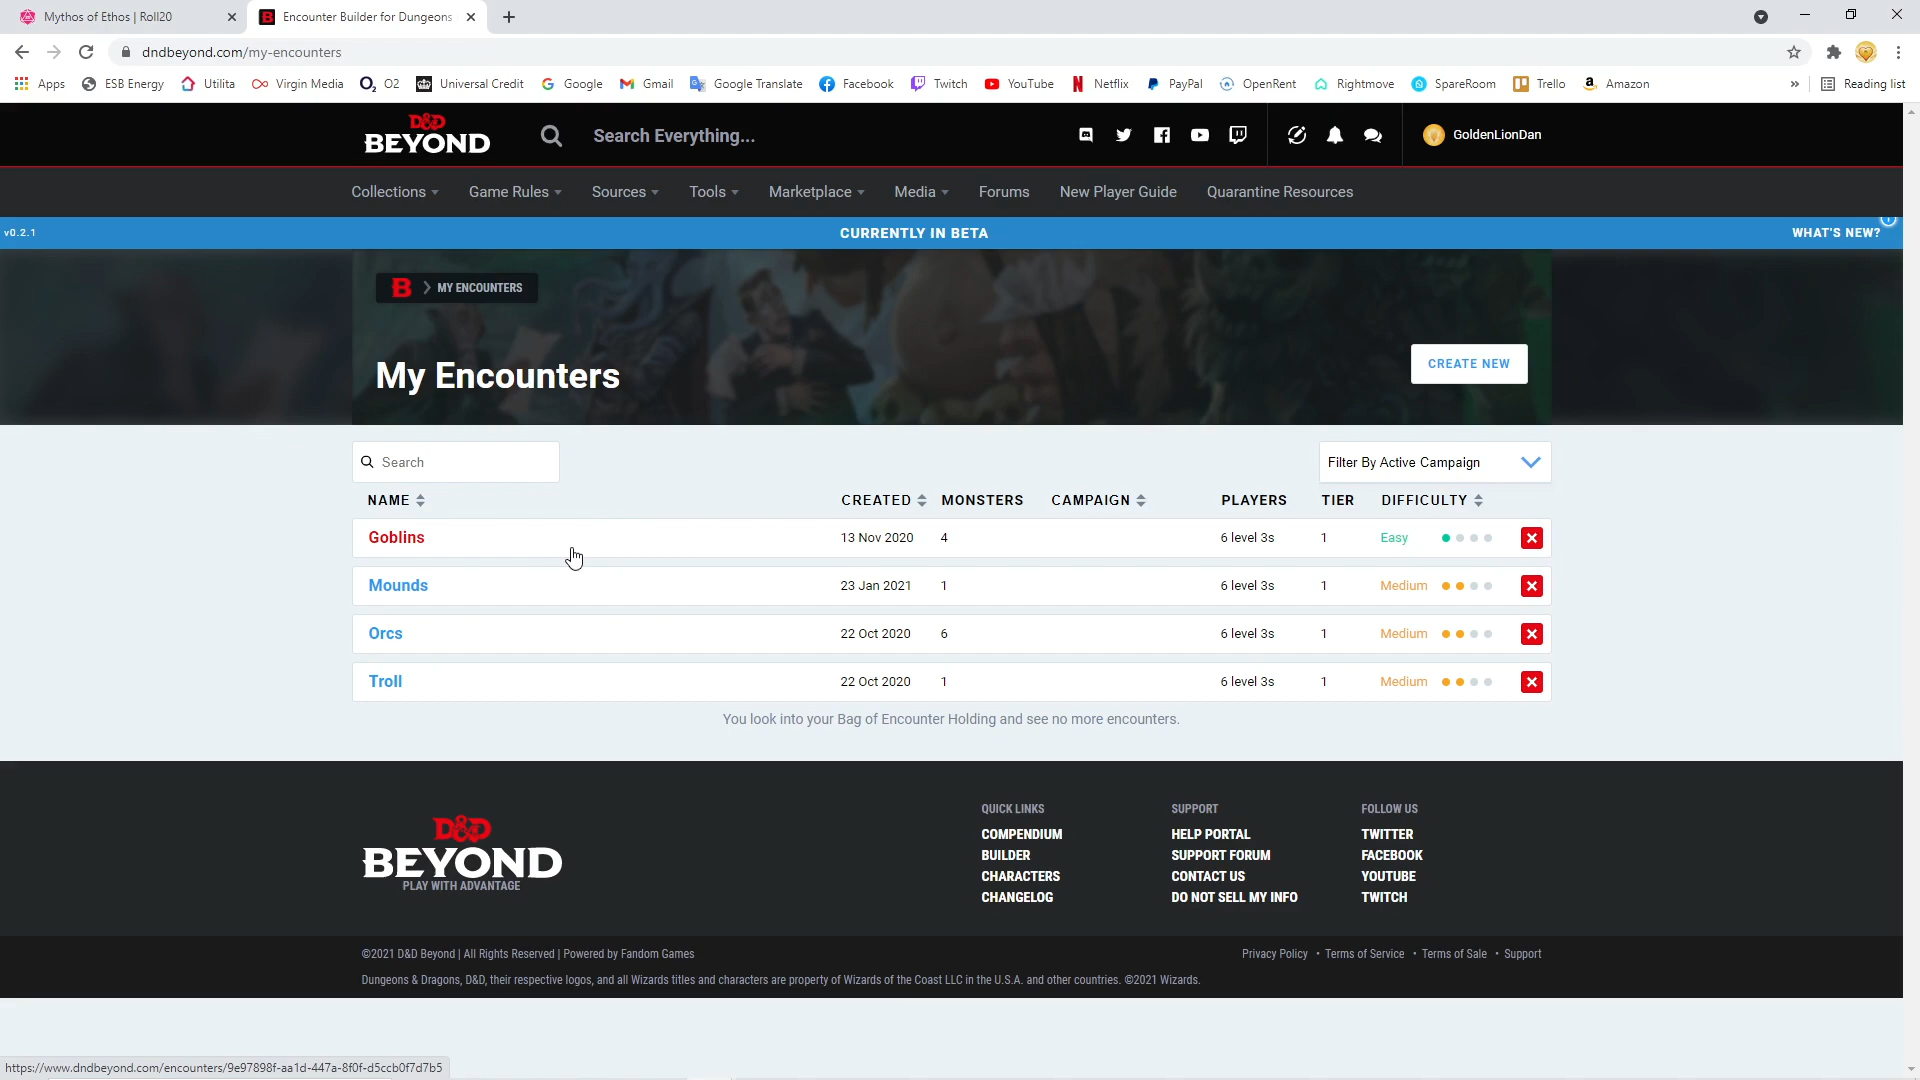 Mythos of Ethos | Roll20
Encounter Builder for Dungeons
dndbeyond.com/my-encounters
Apps ESB Energy Utilita Virgin Media O2 Universal Credit Google Gmail Google Translate Facebook Twitch YouTube Netflix PayPal OpenRent Rightmove SpareRoom Trello Amazon » Reading list
D&D
BEYOND
Search Everything...
GoldenLionDan
Collections Game Rules Sources Tools Marketplace Media Forums New Player Guide Quarantine Resources
v0.2.1 CURRENTLY IN BETA WHAT'S NEW?
B MY ENCOUNTERS
My Encounters
CREATE NEW
Search
Filter By Active Campaign
NAME CREATED MONSTERS CAMPAIGN PLAYERS TIER DIFFICULTY
Goblins 13 Nov 2020 4 6 level 3s 1 Easy
Mounds 23 Jan 2021 1 6 level 3s 1 Medium
Orcs 22 Oct 2020 6 6 level 3s 1 Medium
Troll 22 Oct 2020 1 6 level 3s 1 Medium
You look into your Bag of Encounter Holding and see no more encounters.
D&D
BEYOND
PLAY WITH ADVANTAGE
QUICK LINKS
COMPENDIUM
BUILDER
CHARACTERS
CHANGELOG
SUPPORT
HELP PORTAL
SUPPORT FORUM
CONTACT US
DO NOT SELL MY INFO
FOLLOW US
TWITTER
FACEBOOK
YOUTUBE
TWITCH
©2021 D&D Beyond | All Rights Reserved | Powered by Fandom Games
Privacy Policy • Terms of Service • Terms of Sale • Support
Dungeons & Dragons, D&D, their respective logos, and all Wizards titles and characters are property of Wizards of the Coast LLC in the U.S.A. and other countries. ©2021 Wizards.
https://www.dndbeyond.com/encounters/9e97898f-aa1d-447a-8f0f-d5ccb0f7d7b5